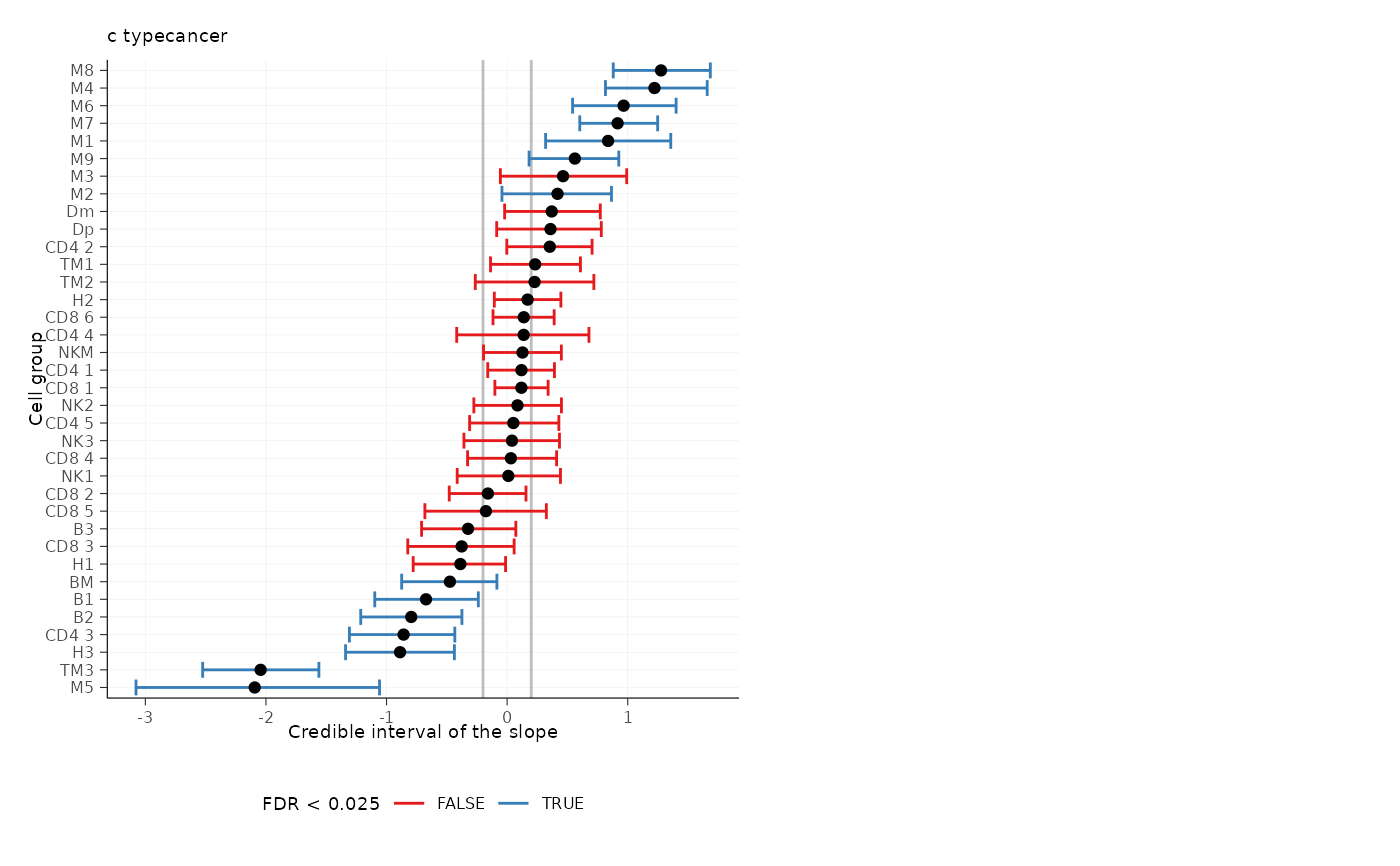 c typecancer
M8
M4
M6
M7
M1
M9
M3
M2
Dm
Dp
CD4 2
TM1
TM2
H2
CD8 6
CD4 4
NKM
CD4 1
CD8 1
NK2
CD4 5
NK3
CD8 4
NK1
CD8 2
CD8 5
B3
CD8 3
H1
BM
B1
B2
CD4 3
H3
TM3
M5
Cell group
-3 -2 -1 0 1
Credible interval of the slope
FDR < 0.025 FALSE TRUE